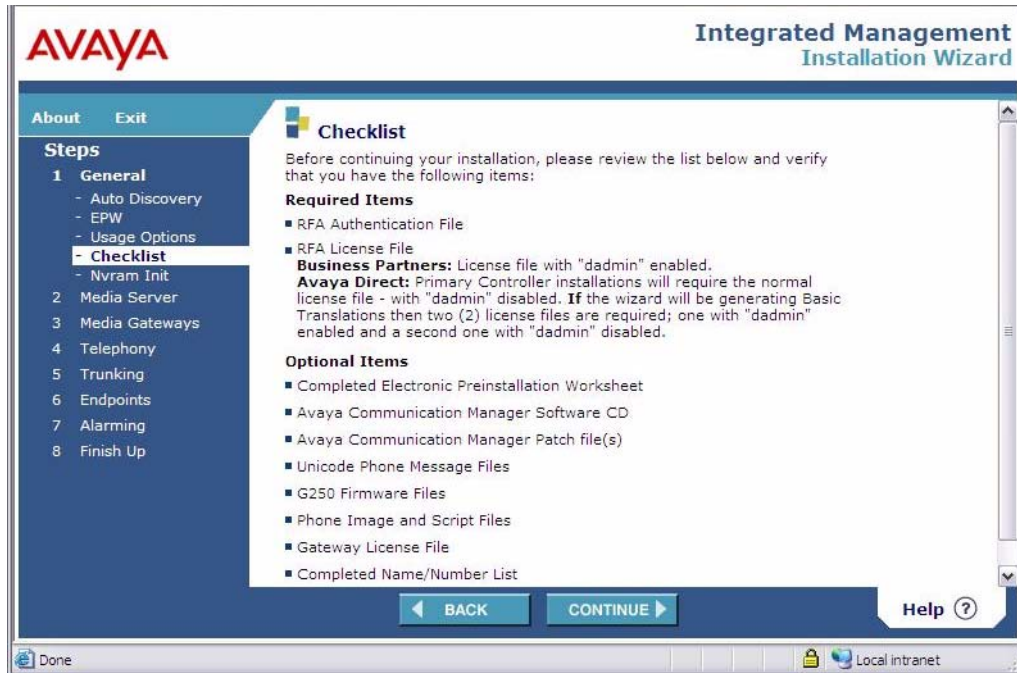 AVAYA
Integrated Management
Installation Wizard
About Exit
Steps
1 General
- Auto Discovery
- EPW
- Usage Options
- Checklist
- Nvram Init
2 Media Server
3 Media Gateways
4 Telephony
5 Trunking
6 Endpoints
7 Alarming
8 Finish Up
Checklist
Before continuing your installation, please review the list below and verify
that you have the following items:
Required Items
RFA Authentication File
RFA License File
Business Partners: License file with "dadmin" enabled.
Avaya Direct: Primary Controller installations will require the normal
license file - with "dadmin" disabled. If the wizard will be generating Basic
Translations then two (2) license files are required; one with "dadmin"
enabled and a second one with "dadmin" disabled.
Optional Items
Completed Electronic Preinstallation Worksheet
Avaya Communication Manager Software CD
Avaya Communication Manager Patch file(s)
Unicode Phone Message Files
G250 Firmware Files
Phone Image and Script Files
Gateway License File
Completed Name/Number List
BACK
CONTINUE
Help ?
Done
Local intranet